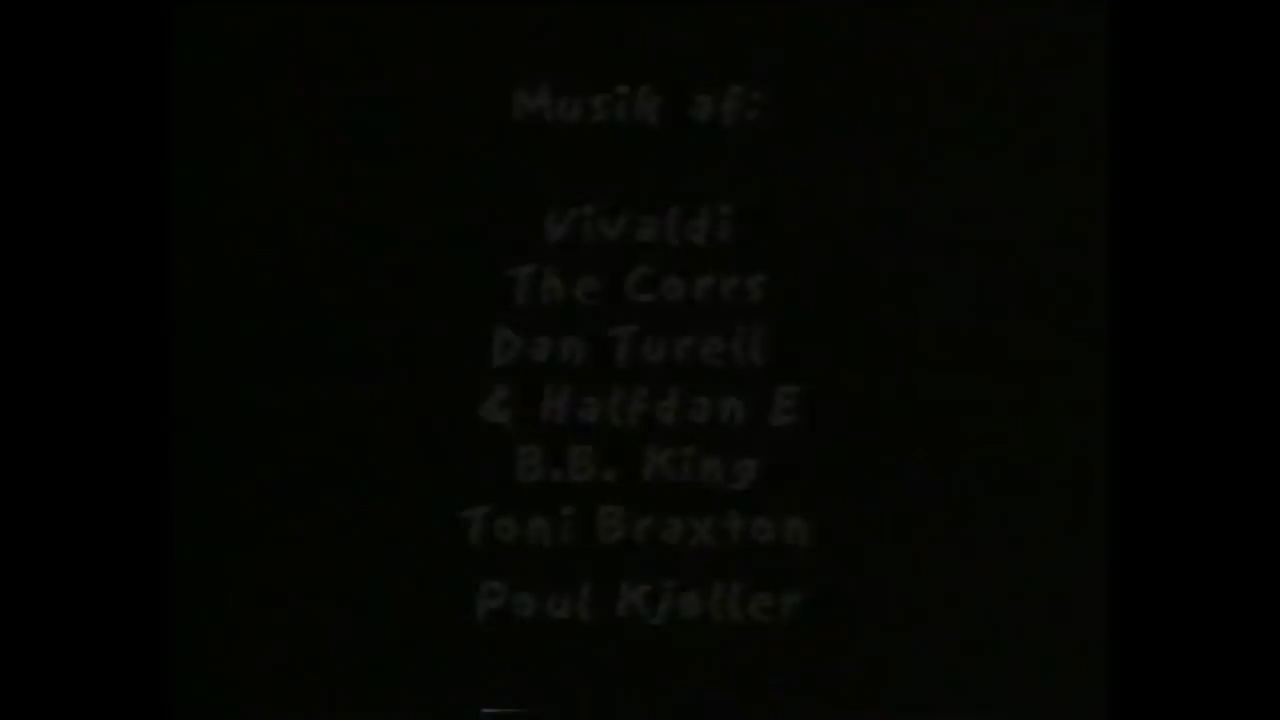 Musik af:
Vivaldi
The Corrs
Dan Turell
& Halfdan E
B.B. King
Toni Braxton
Poul Kjøller